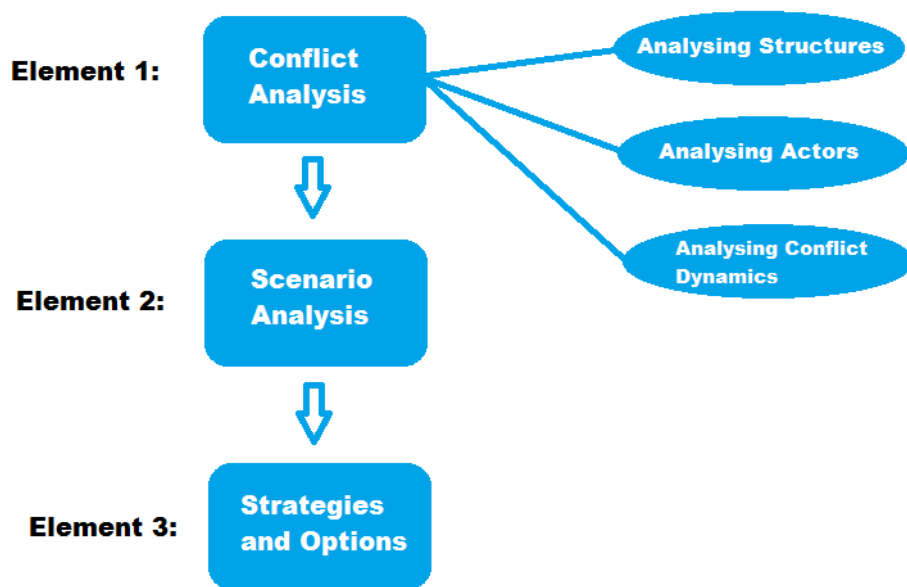 Element 1:
Conflict
Analysis
Analysing Structures
Analysing Actors
Analysing Conflict
Dynamics
Element 2:
Scenario
Analysis
Element 3:
Strategies
and Options